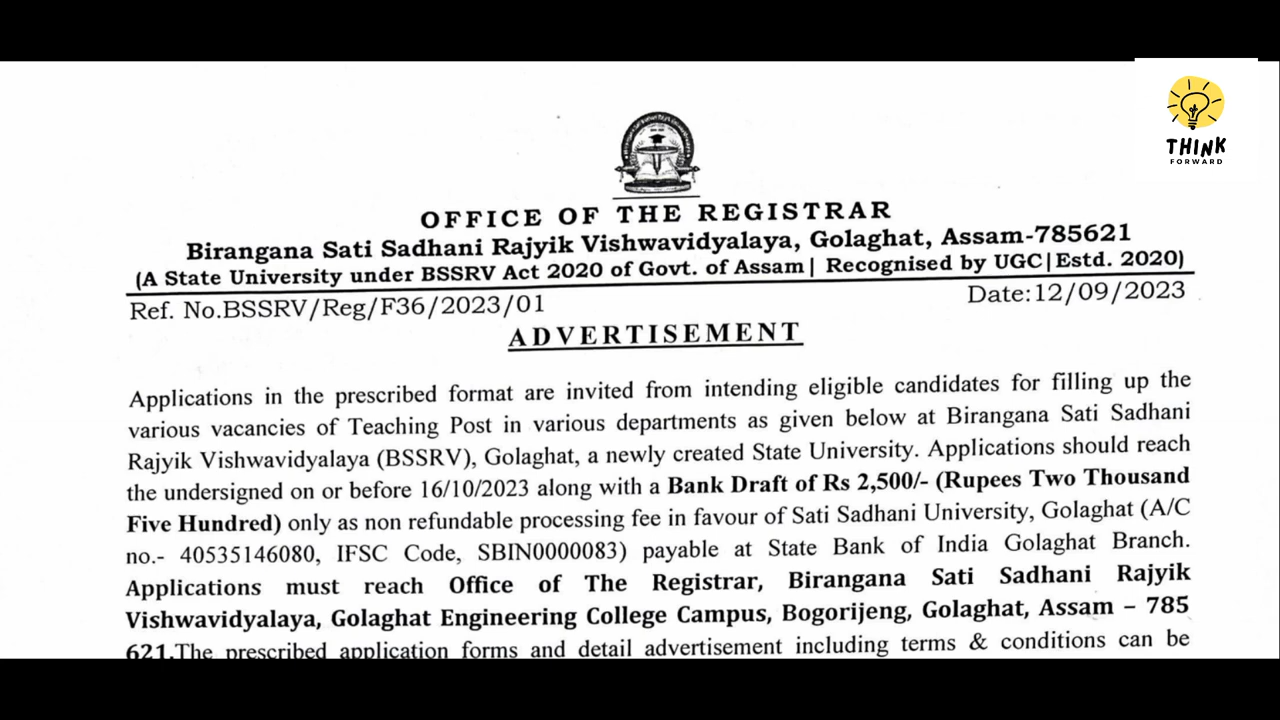 THINK
FORWARD
OFFICE OF THE REGISTRAR
Birangana Sati Sadhani Rajyik Vishwavidyalaya, Golaghat, Assam-785621
(A State University under BSSRV Act 2020 of Govt. of Assam| Recognised by UGC|Estd. 2020)
Ref. No.BSSRV/Reg/F36/2023/01
Date:12/09/2023
ADVERTISEMENT
Applications in the prescribed format are invited from intending eligible candidates for filling up the
various vacancies of Teaching Post in various departments as given below at Birangana Sati Sadhani
Rajyik Vishwavidyalaya (BSSRV), Golaghat, a newly created State University. Applications should reach
the undersigned on or before 16/10/2023 along with a Bank Draft of Rs 2,500/- (Rupees Two Thousand
Five Hundred) only as non refundable processing fee in favour of Sati Sadhani University, Golaghat (A/C
no.- 40535146080, IFSC Code, SBIN0000083) payable at State Bank of India Golaghat Branch.
Applications must reach Office of The Registrar, Birangana Sati Sadhani Rajyik
Vishwavidyalaya, Golaghat Engineering College Campus, Bogorijeng, Golaghat, Assam – 785
621.The prescribed application forms and detail advertisement including terms & conditions can be